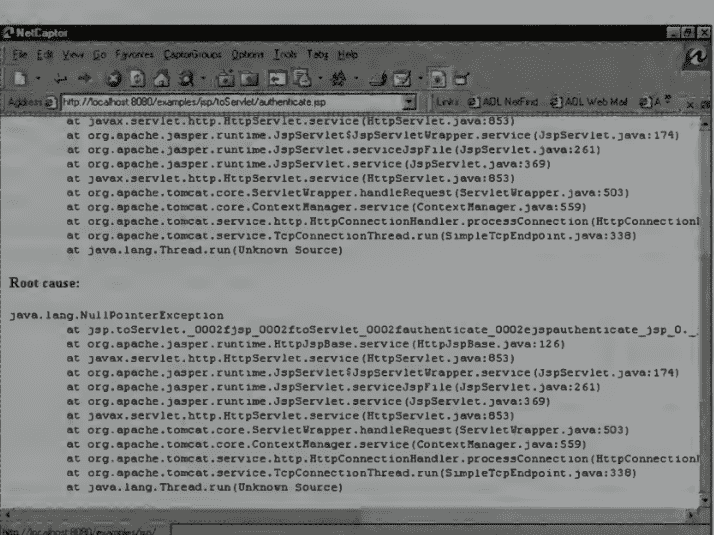 NetCaptor
File Edit View Go Favorites CaptorGroups Options Tools Tabs Help
Address http://localhost:8080/examples/jsp/toServlet/authenticate.jsp Links AOL NetFind AOL Web Mail A
at javax.servlet.http.HttpServlet.service(HttpServlet.java:853)
at org.apache.jasper.runtime.JspServlet$JspServletWrapper.service(JspServlet.java:174)
at org.apache.jasper.runtime.JspServlet.serviceJspFile(JspServlet.java:261)
at org.apache.jasper.runtime.JspServlet.service(JspServlet.java:369)
at javax.servlet.http.HttpServlet.service(HttpServlet.java:853)
at org.apache.tomcat.core.ServletWrapper.handleRequest(ServletWrapper.java:503)
at org.apache.tomcat.core.ContextManager.service(ContextManager.java:559)
at org.apache.tomcat.service.http.HttpConnectionHandler.processConnection(HttpConnection
at org.apache.tomcat.service.TcpConnectionThread.run(SimpleTcpEndpoint.java:338)
at java.lang.Thread.run(Unknown Source)
Root cause:
java.lang.NullPointerException
at jsp.toServlet._0002fjsp_0002ftoServlet_0002fauthenticate_0002ejspauthenticate_jsp_0._
at org.apache.jasper.runtime.HttpJspBase.service(HttpJspBase.java:126)
at javax.servlet.http.HttpServlet.service(HttpServlet.java:853)
at org.apache.jasper.runtime.JspServlet$JspServletWrapper.service(JspServlet.java:174)
at org.apache.jasper.runtime.JspServlet.serviceJspFile(JspServlet.java:261)
at org.apache.jasper.runtime.JspServlet.service(JspServlet.java:369)
at javax.servlet.http.HttpServlet.service(HttpServlet.java:853)
at org.apache.tomcat.core.ServletWrapper.handleRequest(ServletWrapper.java:503)
at org.apache.tomcat.core.ContextManager.service(ContextManager.java:559)
at org.apache.tomcat.service.http.HttpConnectionHandler.processConnection(HttpConnection
at org.apache.tomcat.service.TcpConnectionThread.run(SimpleTcpEndpoint.java:338)
at java.lang.Thread.run(Unknown Source)
http://localhost:8080/examples/jsp/